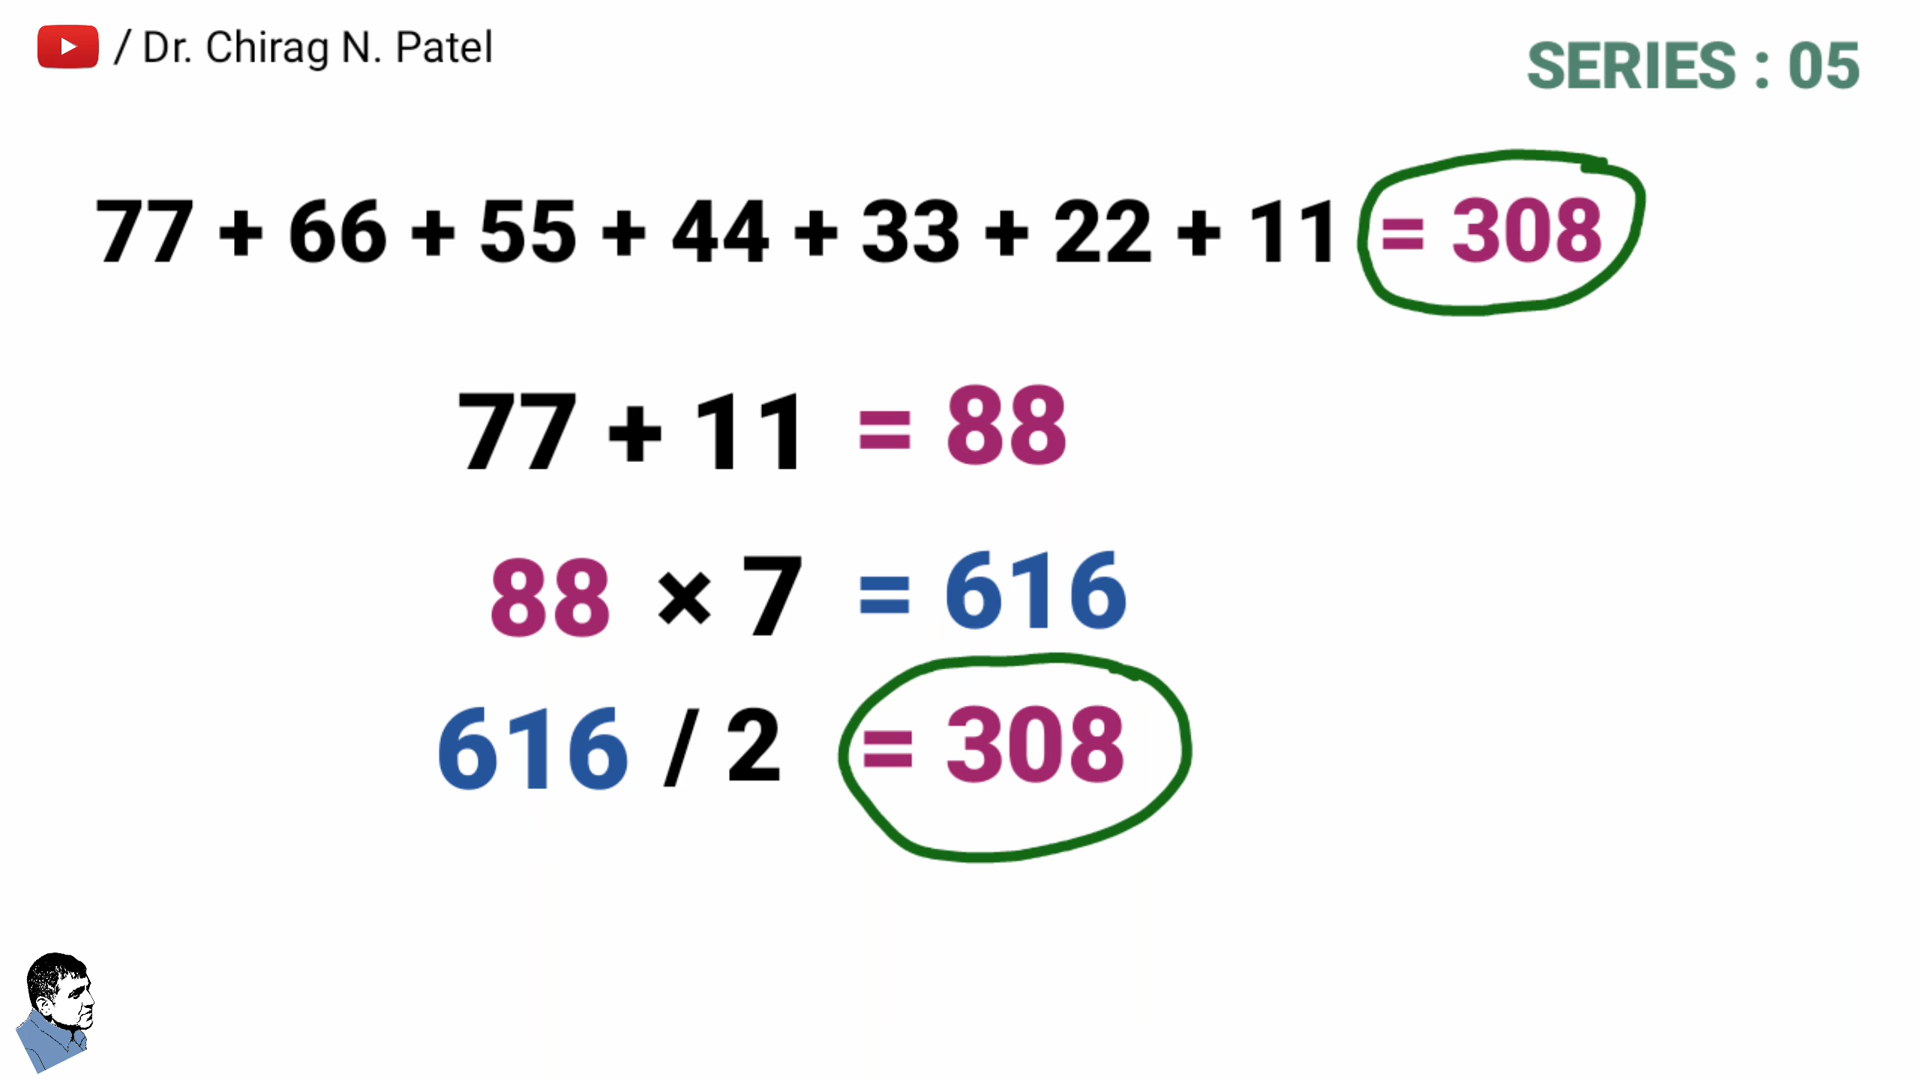 / Dr. Chirag N. Patel
SERIES : 05
77 + 66 + 55 + 44 + 33 + 22 + 11 = 308
77 + 11 = 88
88 × 7 = 616
616 / 2 = 308